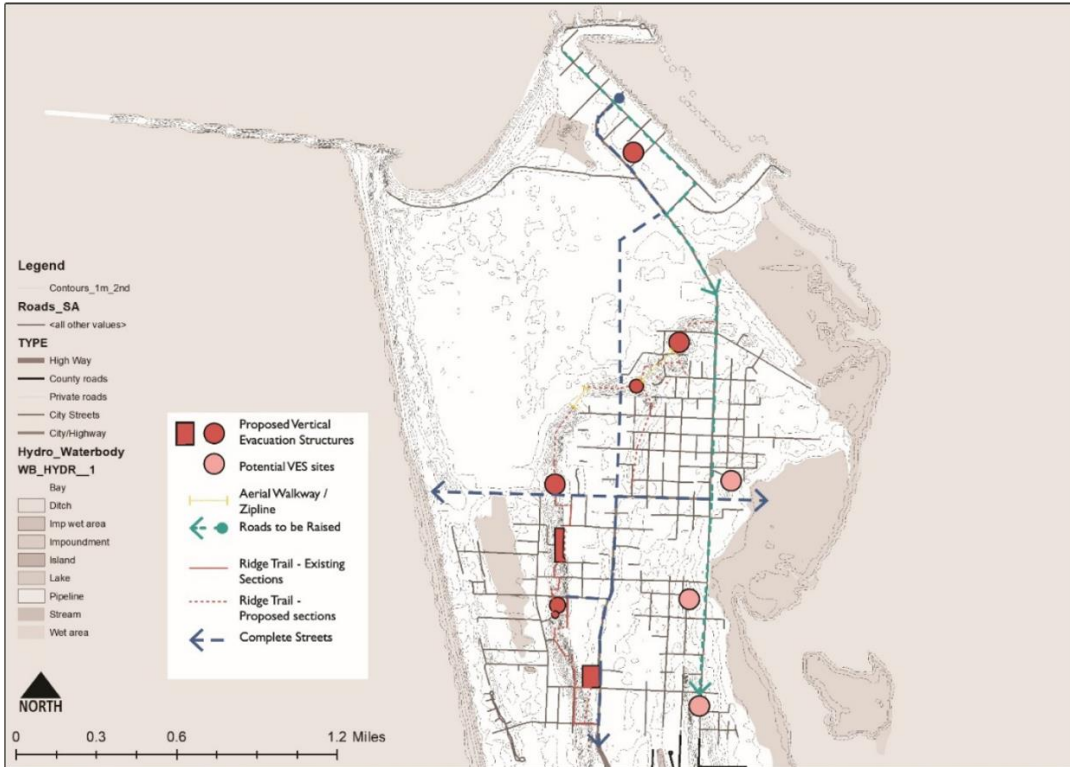 Legend
Contours_1m_2nd
Roads_SA
<all other values>
TYPE
High Way
County roads
Private roads
City Streets
City/Highway
Hydro_Waterbody
WB_HYDR__1
Bay
Ditch
Imp wet area
Impoundment
Island
Lake
Pipeline
Stream
Wet area
Proposed Vertical
Evacuation Structures
Potential VES sites
Aerial Walkway /
Zipline
Roads to be Raised
Ridge Trail - Existing
Sections
Ridge Trail -
Proposed sections
Complete Streets
NORTH
0 0.3 0.6 1.2 Miles